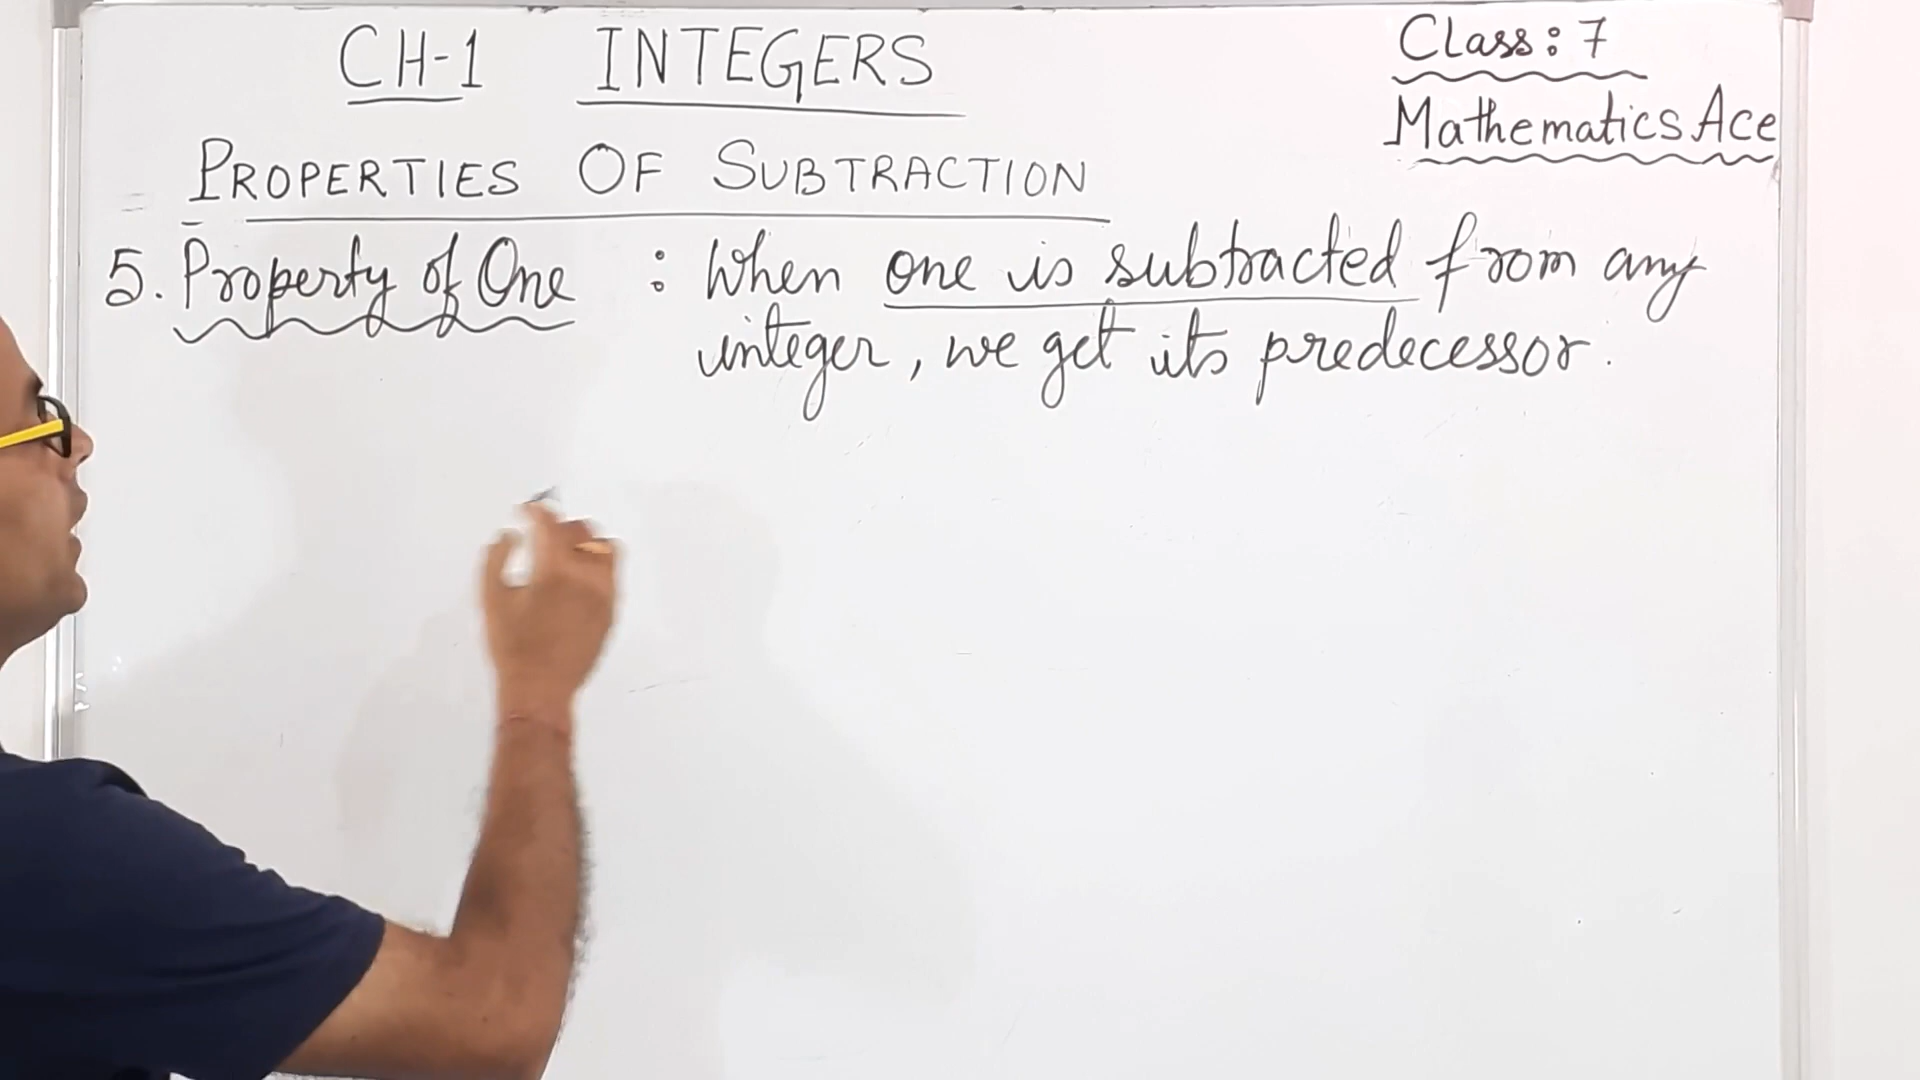 CH-1 INTEGERS
Class: 7
Mathematics Ace
PROPERTIES OF SUBTRACTION
5. Property of One : When one is subtracted from any
integer, we get its predecessor.